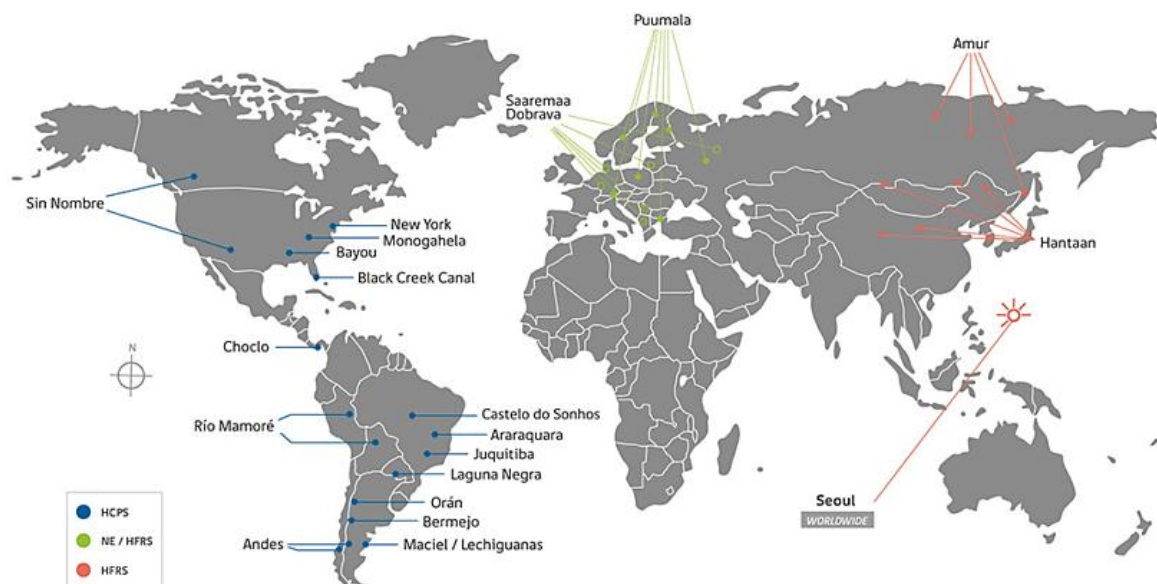 Puumala
Amur
Saaremaa
Dobrava
Sin Nombre
New York
Monogahela
Bayou
Hantaan
Black Creek Canal
N
Choclo
Castelo do Sonhos
Río Mamoré
Araraquara
Juquitiba
Laguna Negra
Orán
Seoul
WORLDWIDE
HCPS
Bermejo
NE / HFRS
Andes
Maciel / Lechiguanas
HFRS